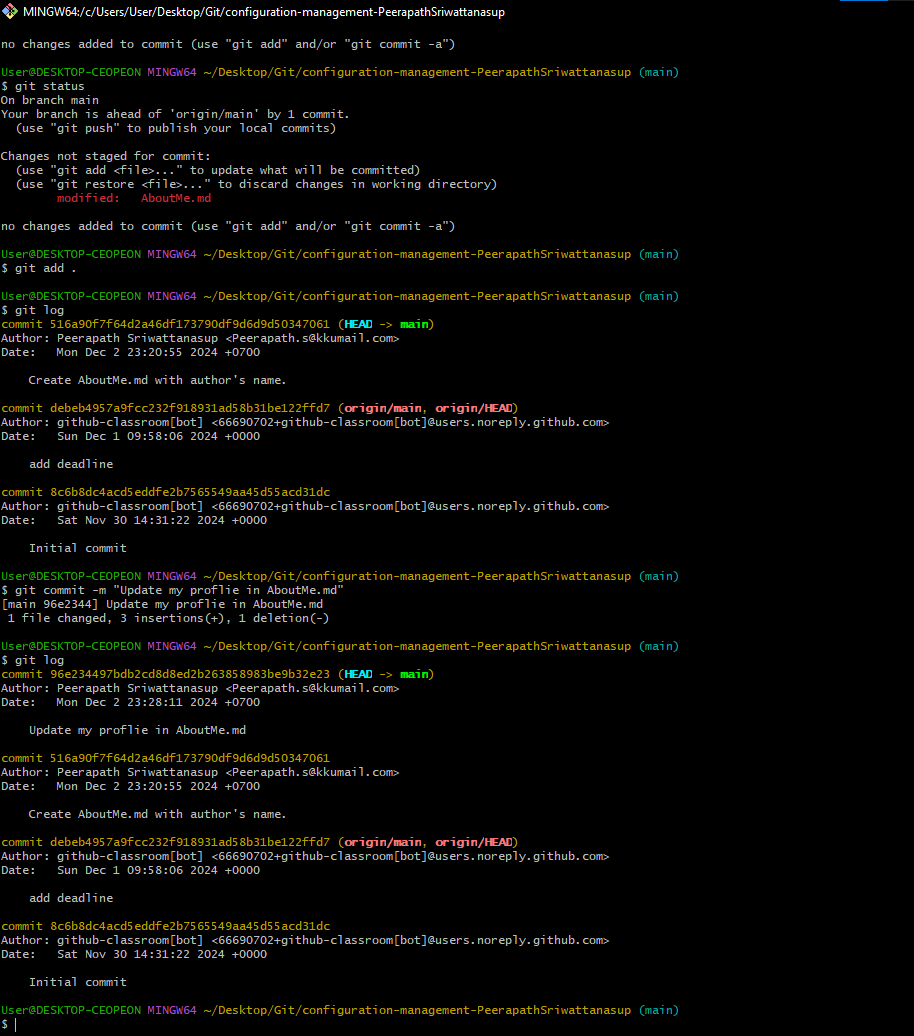 MINGW64:/c/Users/User/Desktop/Git/configuration-management-PeerapathSriwattanasup
no changes added to commit (use "git add" and/or "git commit -a")
User@DESKTOP-CEOPEON MINGW64 ~/Desktop/Git/configuration-management-PeerapathSriwattanasup (main)
$ git status
On branch main
Your branch is ahead of 'origin/main' by 1 commit.
  (use "git push" to publish your local commits)
Changes not staged for commit:
  (use "git add <file>..." to update what will be committed)
  (use "git restore <file>..." to discard changes in working directory)
        modified:   AboutMe.md
no changes added to commit (use "git add" and/or "git commit -a")
User@DESKTOP-CEOPEON MINGW64 ~/Desktop/Git/configuration-management-PeerapathSriwattanasup (main)
$ git add .
User@DESKTOP-CEOPEON MINGW64 ~/Desktop/Git/configuration-management-PeerapathSriwattanasup (main)
$ git log
commit 516a90f7f64d2a46df173790df9d6d9d50347061 (HEAD -> main)
Author: Peerapath Sriwattanasup <Peerapath.s@kkumail.com>
Date:   Mon Dec 2 23:20:55 2024 +0700
    Create AboutMe.md with author's name.
commit debeb4957a9fcc232f918931ad58b31be122ffd7 (origin/main, origin/HEAD)
Author: github-classroom[bot] <66690702+github-classroom[bot]@users.noreply.github.com>
Date:   Sun Dec 1 09:58:06 2024 +0000
    add deadline
commit 8c6b8dc4acd5eddfe2b7565549aa45d55acd31dc
Author: github-classroom[bot] <66690702+github-classroom[bot]@users.noreply.github.com>
Date:   Sat Nov 30 14:31:22 2024 +0000
    Initial commit
User@DESKTOP-CEOPEON MINGW64 ~/Desktop/Git/configuration-management-PeerapathSriwattanasup (main)
$ git commit -m "Update my proflie in AboutMe.md"
[main 96e2344] Update my proflie in AboutMe.md
 1 file changed, 3 insertions(+), 1 deletion(-)
User@DESKTOP-CEOPEON MINGW64 ~/Desktop/Git/configuration-management-PeerapathSriwattanasup (main)
$ git log
commit 96e234497bdb2cd8d8ed2b263858983be9b32e23 (HEAD -> main)
Author: Peerapath Sriwattanasup <Peerapath.s@kkumail.com>
Date:   Mon Dec 2 23:28:11 2024 +0700
    Update my proflie in AboutMe.md
commit 516a90f7f64d2a46df173790df9d6d9d50347061
Author: Peerapath Sriwattanasup <Peerapath.s@kkumail.com>
Date:   Mon Dec 2 23:20:55 2024 +0700
    Create AboutMe.md with author's name.
commit debeb4957a9fcc232f918931ad58b31be122ffd7 (origin/main, origin/HEAD)
Author: github-classroom[bot] <66690702+github-classroom[bot]@users.noreply.github.com>
Date:   Sun Dec 1 09:58:06 2024 +0000
    add deadline
commit 8c6b8dc4acd5eddfe2b7565549aa45d55acd31dc
Author: github-classroom[bot] <66690702+github-classroom[bot]@users.noreply.github.com>
Date:   Sat Nov 30 14:31:22 2024 +0000
    Initial commit
User@DESKTOP-CEOPEON MINGW64 ~/Desktop/Git/configuration-management-PeerapathSriwattanasup (main)
$